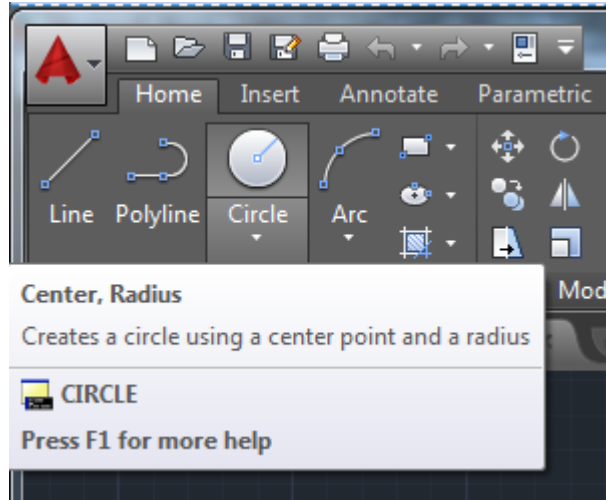 Home Insert Annotate Parametric
Line Polyline Circle Arc
Mod
Center, Radius
Creates a circle using a center point and a radius
CIRCLE
Press F1 for more help